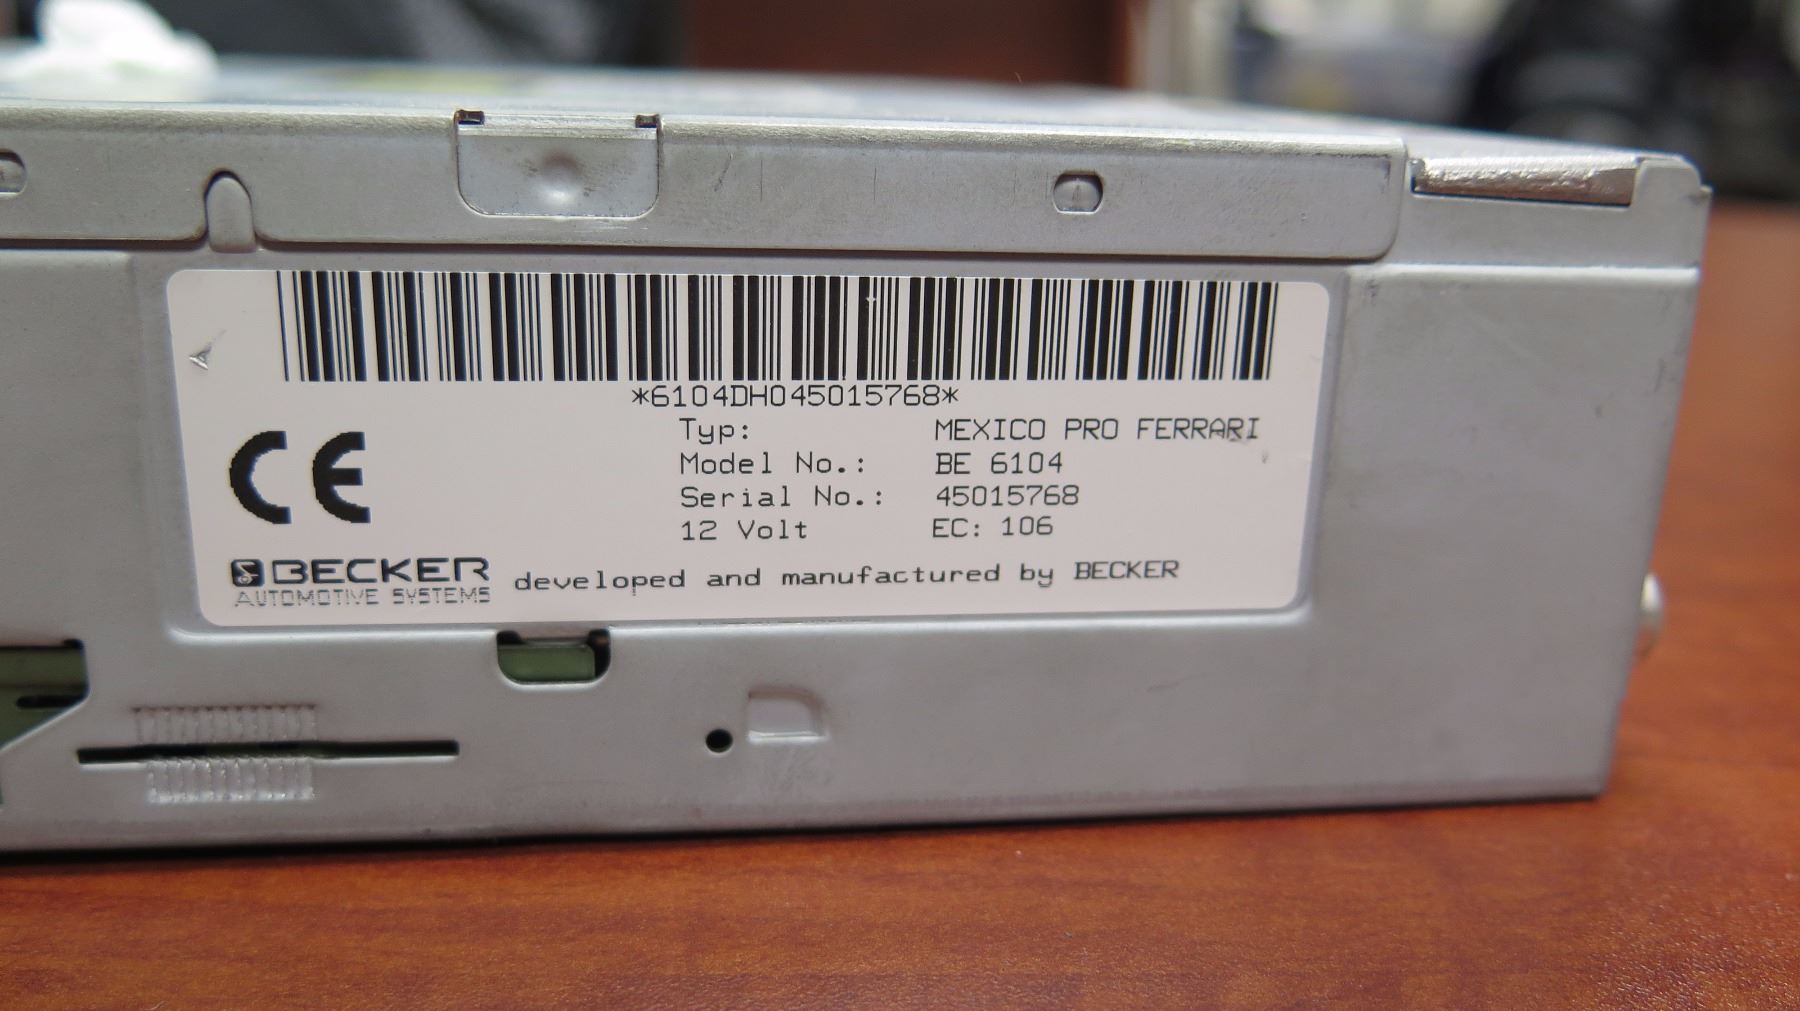 *6104DH045015768*
Typ: MEXICO PRO FERRARI
Model No.: BE 6104
Serial No.: 45015768
12 Volt EC: 106
CE
BECKER
AUTOMOTIVE SYSTEMS
developed and manufactured by BECKER